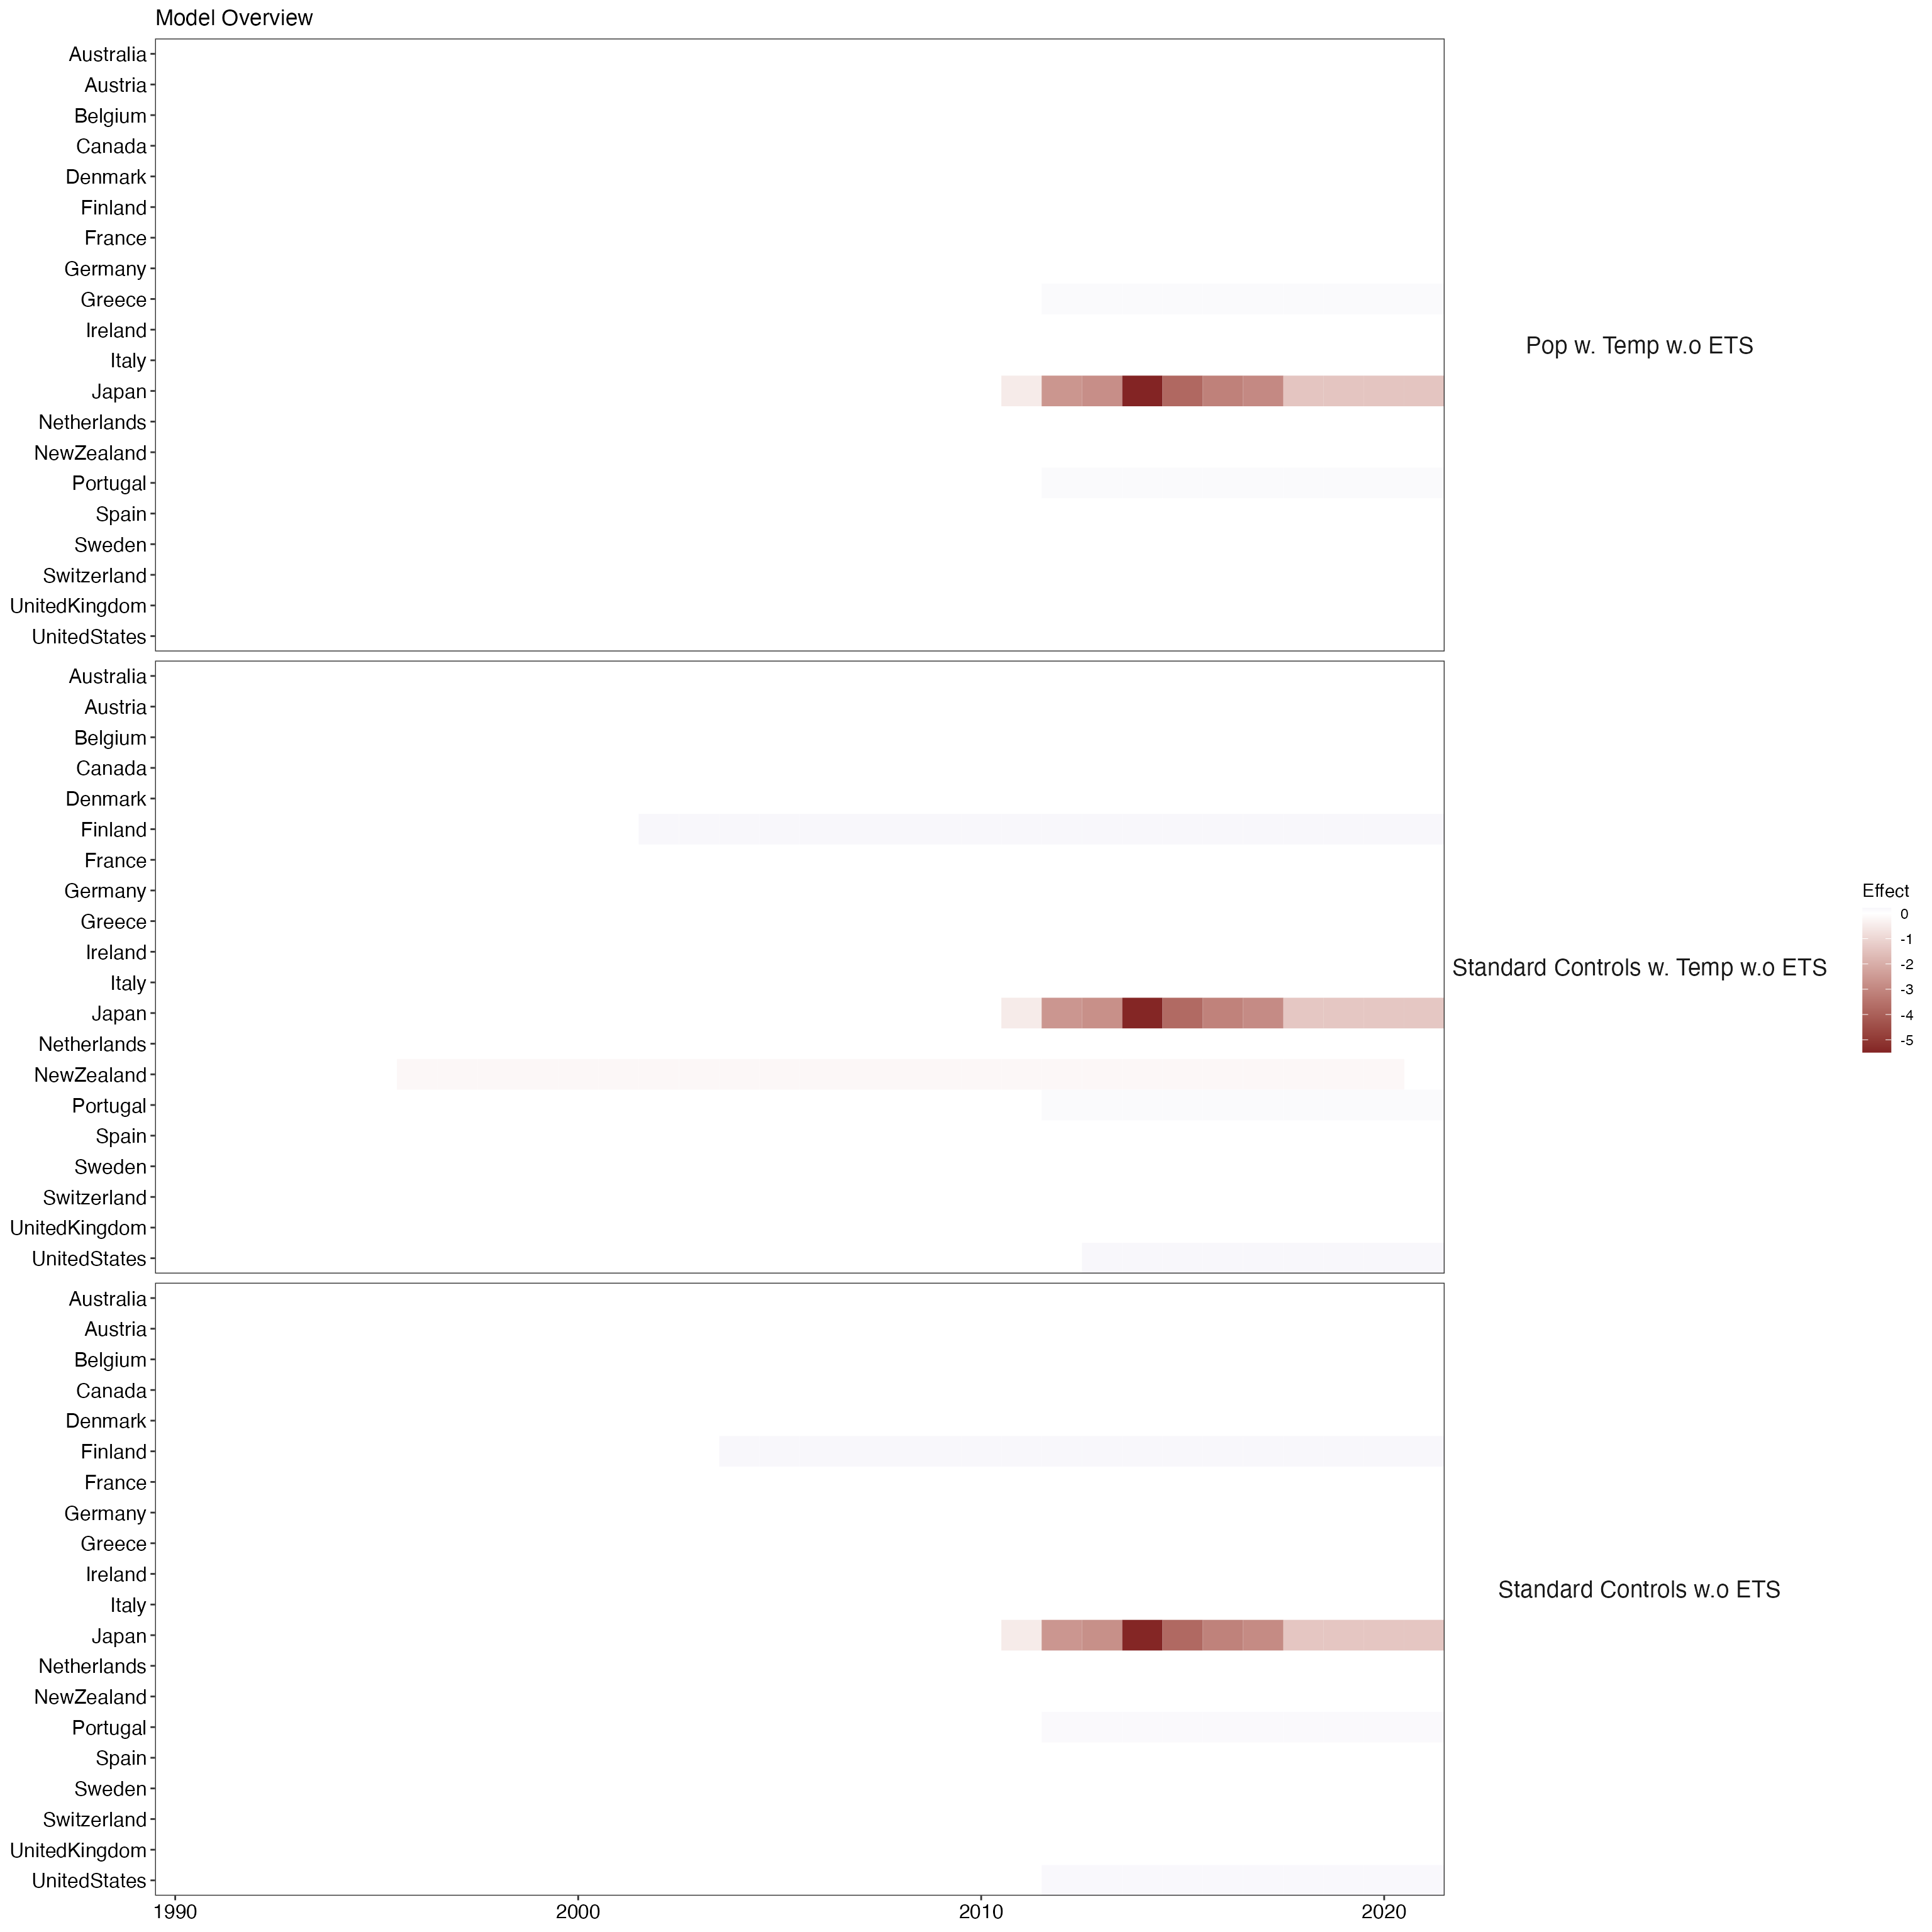 Model Overview
Australia
Austria
Belgium
Canada
Denmark
Finland
France
Germany
Greece
Ireland
Italy
Japan
Netherlands
NewZealand
Portugal
Spain
Sweden
Switzerland
UnitedKingdom
UnitedStates
Pop w. Temp w.o ETS
Australia
Austria
Belgium
Canada
Denmark
Finland
France
Germany
Greece
Ireland
Italy
Japan
Netherlands
NewZealand
Portugal
Spain
Sweden
Switzerland
UnitedKingdom
UnitedStates
Standard Controls w. Temp w.o ETS
Effect
0
-1
-2
-3
-4
-5
Australia
Austria
Belgium
Canada
Denmark
Finland
France
Germany
Greece
Ireland
Italy
Japan
Netherlands
NewZealand
Portugal
Spain
Sweden
Switzerland
UnitedKingdom
UnitedStates
Standard Controls w.o ETS
1990 2000 2010 2020